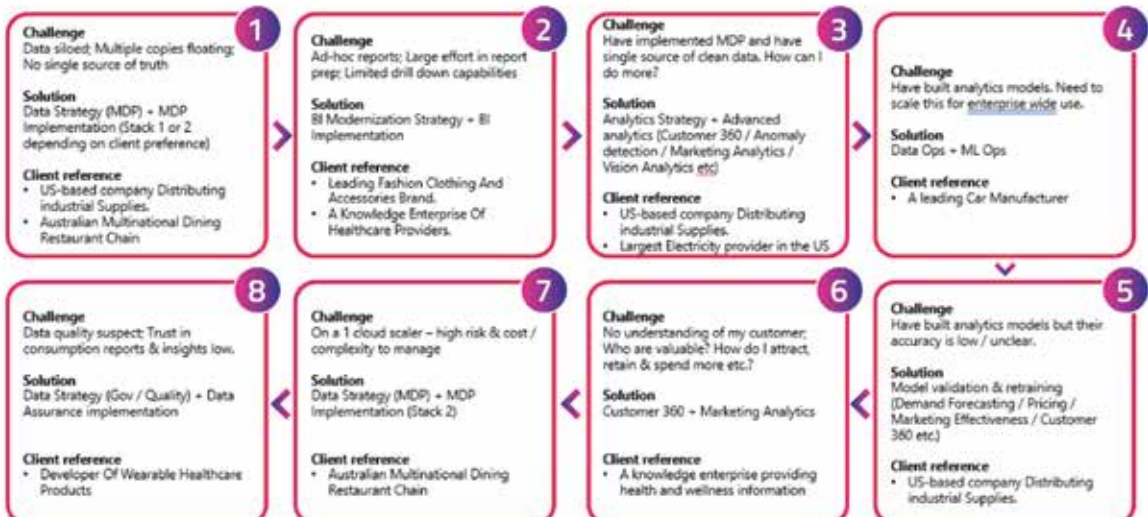 1
Challenge
Data siloed; Multiple copies floating;
No single source of truth
Solution
Data Strategy (MDP) + MDP
Implementation (Stack 1 or 2
depending on client preference)
Client reference
• US-based company Distributing
industrial Supplies.
• Australian Multinational Dining
Restaurant Chain
2
Challenge
Ad-hoc reports; Large effort in report
prep; Limited drill down capabilities
Solution
BI Modernization Strategy + BI
Implementation
Client reference
• Leading Fashion Clothing And
Accessories Brand.
• A Knowledge Enterprise Of
Healthcare Providers.
3
Challenge
Have implemented MDP and have
single source of clean data. How can I
do more?
Solution
Analytics Strategy + Advanced
analytics (Customer 360 / Anomaly
detection / Marketing Analytics /
Vision Analytics etc)
Client reference
• US-based company Distributing
industrial Supplies.
• Largest Electricity provider in the US
4
Challenge
Have built analytics models. Need to
scale this for enterprise wide use.
Solution
Data Ops + ML Ops
Client reference
• A leading Car Manufacturer
5
Challenge
Have built analytics models but their
accuracy is low / unclear.
Solution
Model validation & retraining
(Demand Forecasting / Pricing /
Marketing Effectiveness / Customer
360 etc.)
Client reference
• US-based company Distributing
industrial Supplies.
6
Challenge
No understanding of my customer;
Who are valuable? How do I attract,
retain & spend more etc.?
Solution
Customer 360 + Marketing Analytics
Client reference
• A knowledge enterprise providing
health and wellness information
7
Challenge
On a 1 cloud scaler – high risk & cost /
complexity to manage
Solution
Data Strategy (MDP) + MDP
Implementation (Stack 2)
Client reference
• Australian Multinational Dining
Restaurant Chain
8
Challenge
Data quality suspect; Trust in
consumption reports & insights low.
Solution
Data Strategy (Gov / Quality) + Data
Assurance implementation
Client reference
• Developer Of Wearable Healthcare
Products